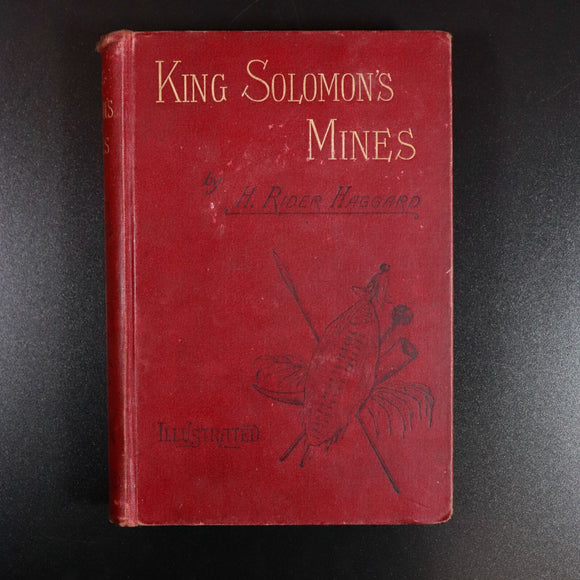 KING SOLOMON'S
MINES
by
H. RIDER HAGGARD
ILLUSTRATED